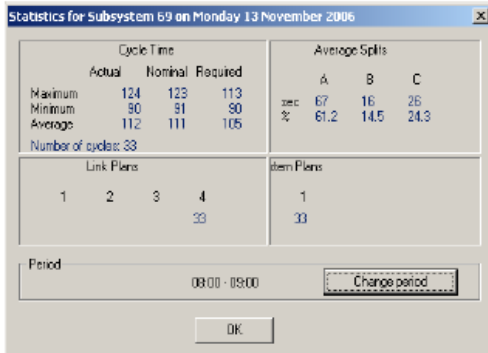 Statistics for Subsystem 69 on Monday 13 November 2006
Cycle Time
Actual Nominal Required
Maximum 124 123 113
Minimum 90 91 90
Average 112 111 105
Number of cycles: 33
Average Splits
A B C
sec 67 16 26
% 61.2 14.5 24.3
Link Plans
1 2 3 4
33
stem Plans
1
33
Period
08:00 - 09:00
Change period
OK